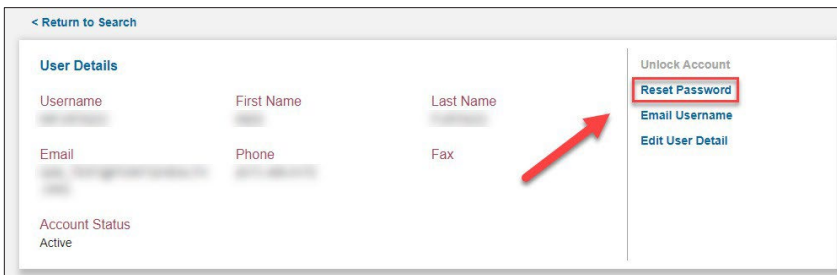 < Return to Search
User Details
Username First Name Last Name
Email Phone Fax
Account Status
Active
Unlock Account
Reset Password
Email Username
Edit User Detail